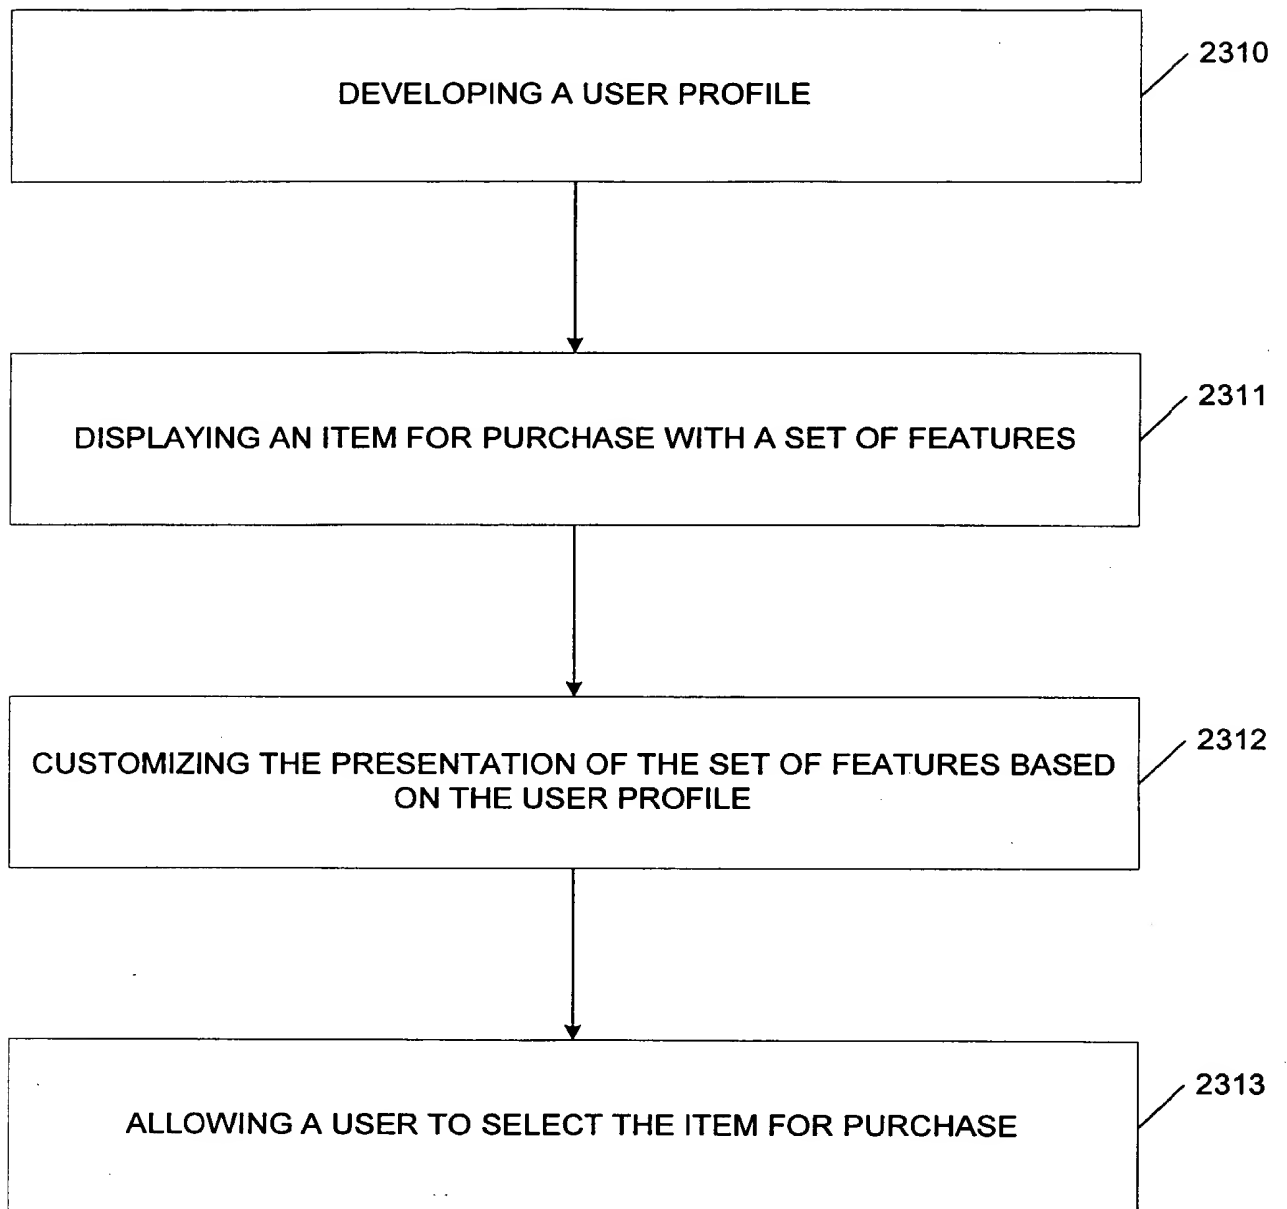 2310
DEVELOPING A USER PROFILE
2311
DISPLAYING AN ITEM FOR PURCHASE WITH A SET OF FEATURES
2312
CUSTOMIZING THE PRESENTATION OF THE SET OF FEATURES BASED
ON THE USER PROFILE
2313
ALLOWING A USER TO SELECT THE ITEM FOR PURCHASE